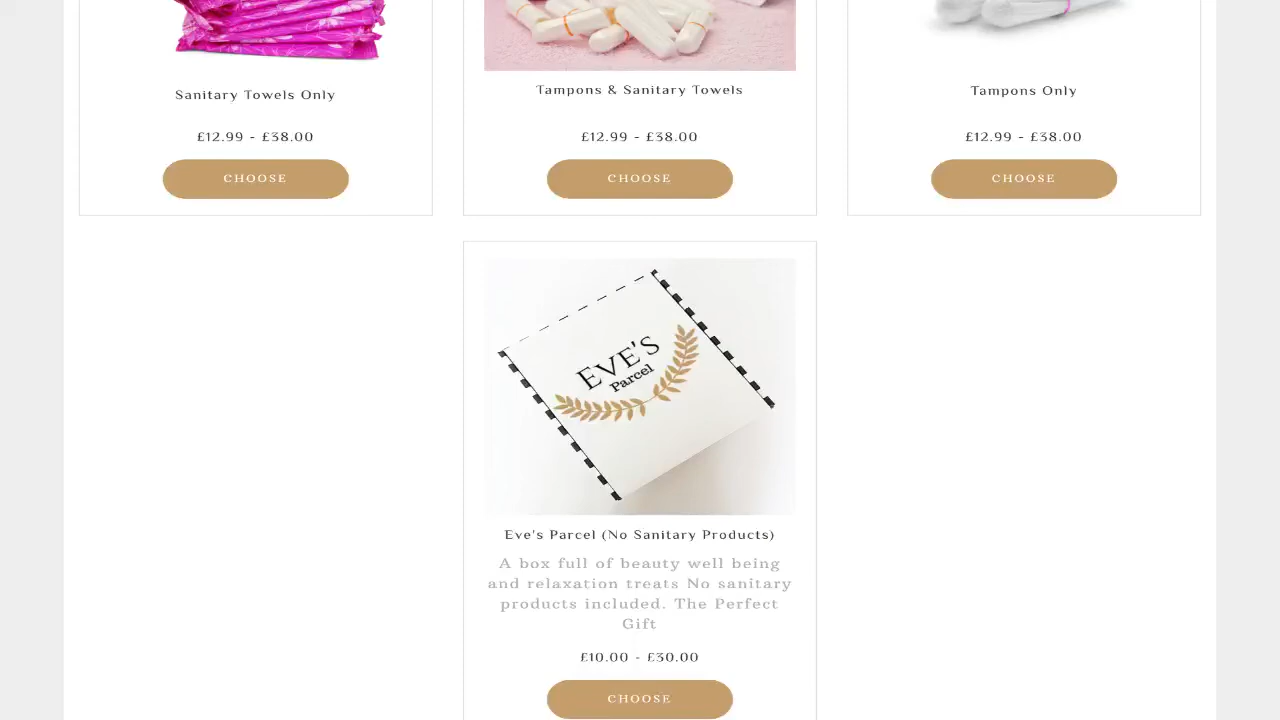 Sanitary Towels Only
£12.99 - £38.00
CHOOSE
Tampons & Sanitary Towels
£12.99 - £38.00
CHOOSE
Tampons Only
£12.99 - £38.00
CHOOSE
EVE'S
Parcel
Eve's Parcel (No Sanitary Products)
A box full of beauty well being
and relaxation treats No sanitary
products included. The Perfect
Gift
£10.00 - £30.00
CHOOSE